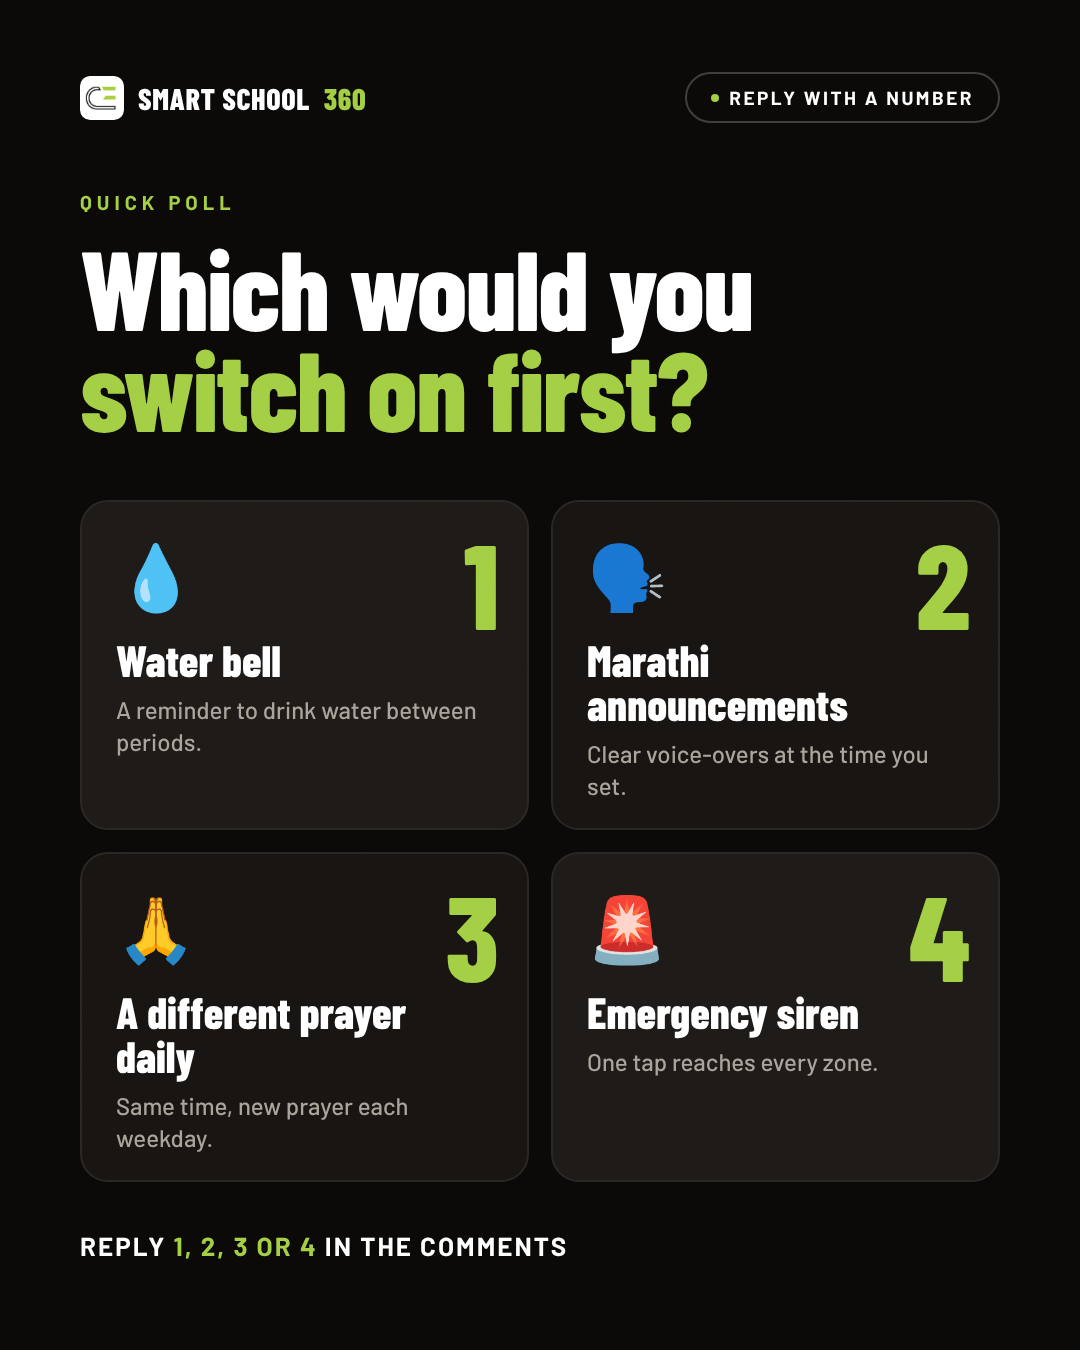 SMART SCHOOL 360
REPLY WITH A NUMBER
QUICK POLL
Which would you
switch on first?
1
Water bell
A reminder to drink water between
periods.
2
Marathi
announcements
Clear voice-overs at the time you
set.
3
A different prayer
daily
Same time, new prayer each
weekday.
4
Emergency siren
One tap reaches every zone.
REPLY 1, 2, 3 OR 4 IN THE COMMENTS